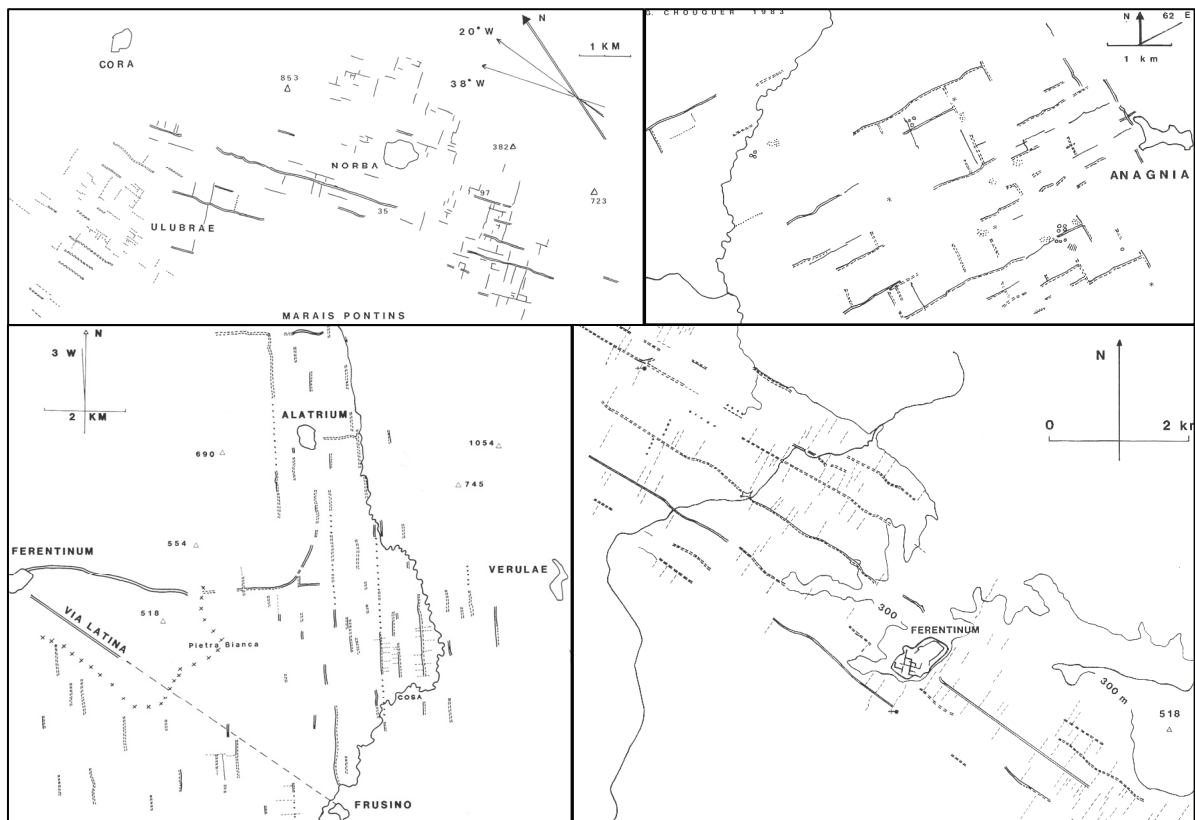 CORA
853
N
20° W
38° W
1 KM
NORBA
382
97
723
35
ULUBRAE
MARAIS PONTINS
G. CHOUQUER 1983
N 62 E
1 km
ANAGNIA
N
3 W
2 KM
ALATRIUM
690
1054
745
554
FERENTINUM
VERULAE
518
VIA LATINA
Pietra Bianca
COSA
FRUSINO
N
0 2 km
300
FERENTINUM
300 m
518